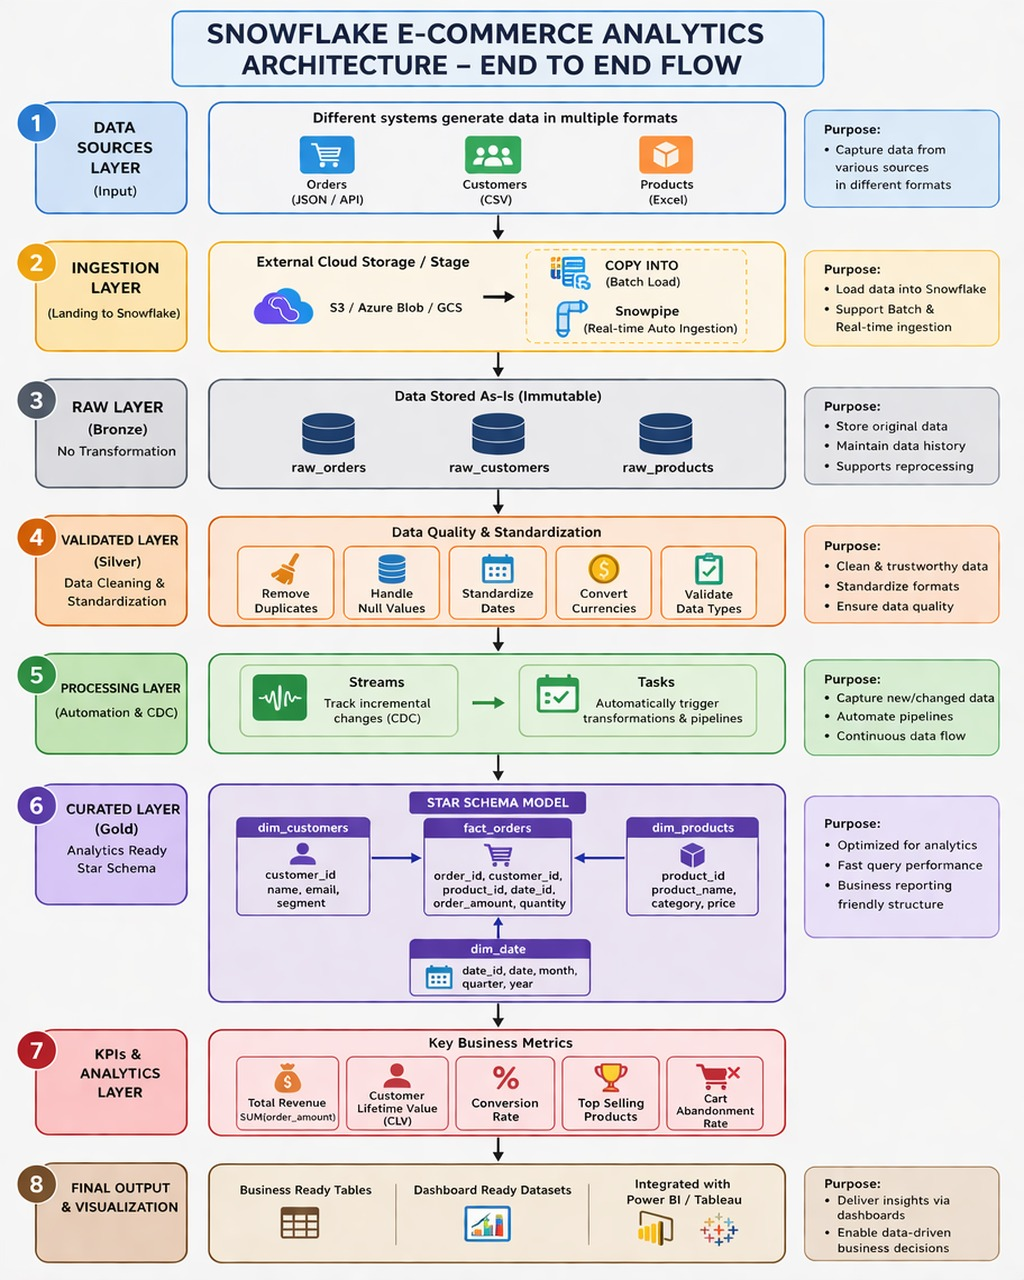 SNOWFLAKE E-COMMERCE ANALYTICS
ARCHITECTURE – END TO END FLOW
1
DATA
SOURCES
LAYER
(Input)
Different systems generate data in multiple formats
Orders
(JSON / API)
Customers
(CSV)
Products
(Excel)
Purpose:
• Capture data from
various sources
in different formats
2
INGESTION
LAYER
(Landing to Snowflake)
External Cloud Storage / Stage
S3 / Azure Blob / GCS
COPY INTO
(Batch Load)
Snowpipe
(Real-time Auto Ingestion)
Purpose:
• Load data into Snowflake
• Support Batch &
Real-time ingestion
3
RAW LAYER
(Bronze)
No Transformation
Data Stored As-Is (Immutable)
raw_orders
raw_customers
raw_products
Purpose:
• Store original data
• Maintain data history
• Supports reprocessing
4
VALIDATED LAYER
(Silver)
Data Cleaning &
Standardization
Data Quality & Standardization
Remove
Duplicates
Handle
Null Values
Standardize
Dates
$
Convert
Currencies
Validate
Data Types
Purpose:
• Clean & trustworthy data
• Standardize formats
• Ensure data quality
5
PROCESSING LAYER
(Automation & CDC)
Streams
Track incremental
changes (CDC)
Tasks
Automatically trigger
transformations & pipelines
Purpose:
• Capture new/changed data
• Automate pipelines
• Continuous data flow
6
CURATED LAYER
(Gold)
Analytics Ready
Star Schema
STAR SCHEMA MODEL
dim_customers
customer_id
name, email,
segment
fact_orders
order_id, customer_id,
product_id, date_id,
order_amount, quantity
dim_products
product_id
product_name,
category, price
dim_date
date_id, date, month,
quarter, year
Purpose:
• Optimized for analytics
• Fast query performance
• Business reporting
friendly structure
7
KPIs &
ANALYTICS
LAYER
Key Business Metrics
$
Total Revenue
SUM(order_amount)
Customer
Lifetime Value
(CLV)
%
Conversion
Rate
Top Selling
Products
Cart
Abandonment
Rate
8
FINAL OUTPUT
& VISUALIZATION
Business Ready Tables
Dashboard Ready Datasets
Integrated with
Power BI / Tableau
Purpose:
• Deliver insights via
dashboards
• Enable data-driven
business decisions